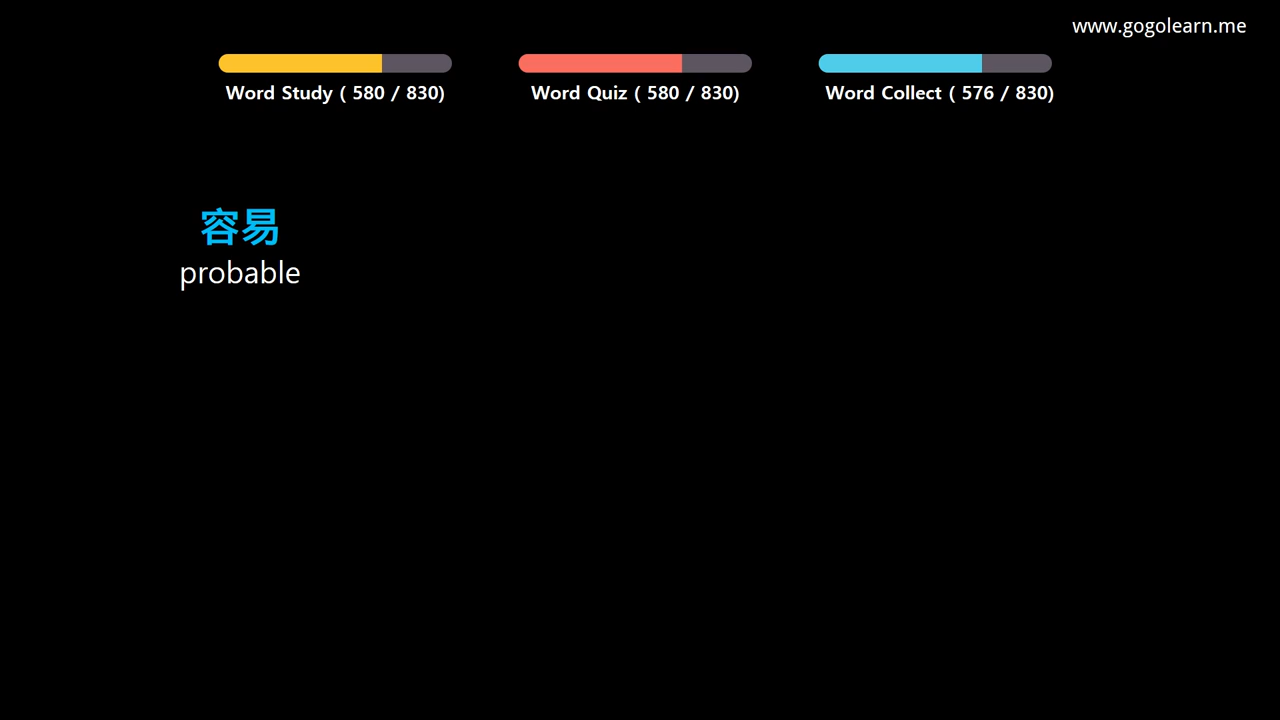 www.gogolearn.me
Word Study ( 580 / 830)
Word Quiz ( 580 / 830)
Word Collect ( 576 / 830)
容易
probable